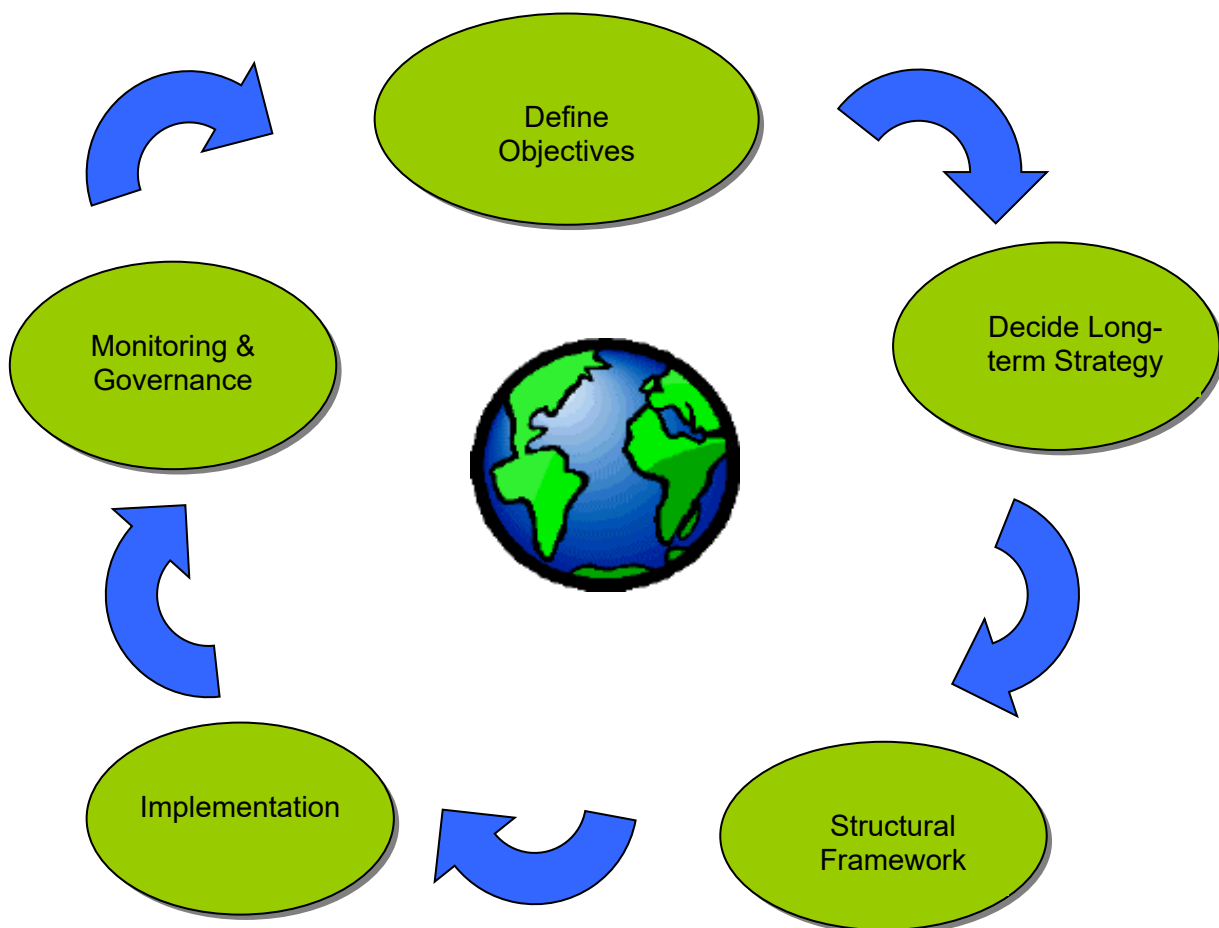 Define
Objectives
Decide Long-
term Strategy
Structural
Framework
Implementation
Monitoring &
Governance